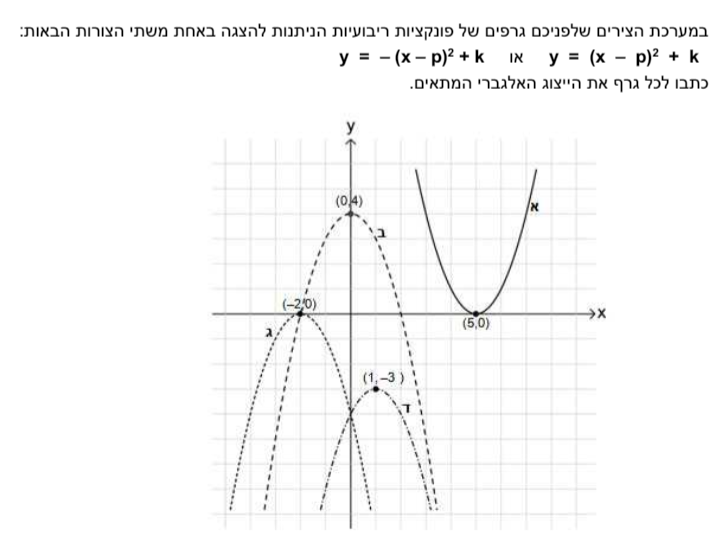 במערכת הצירים שלפניכם גרפים של פונקציות ריבועיות הניתנות להצגה באחת משתי הצורות הבאות:
y = (x – p)² + k או y = – (x – p)² + k
כתבו לכל גרף את הייצוג האלגברי המתאים.
y
(0,4)
א
ב
(–2,0)
x
(5,0)
ג
(1,–3 )
ד